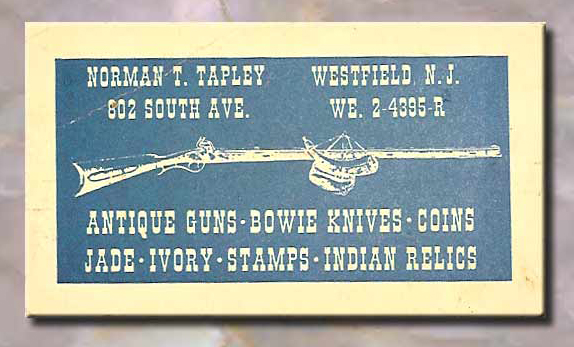 NORMAN T. TAPLEY WESTFIELD, N. J.
802 SOUTH AVE. WE. 2-4395-R
ANTIQUE GUNS·BOWIE KNIVES·COINS
JADE·IVORY·STAMPS·INDIAN RELICS